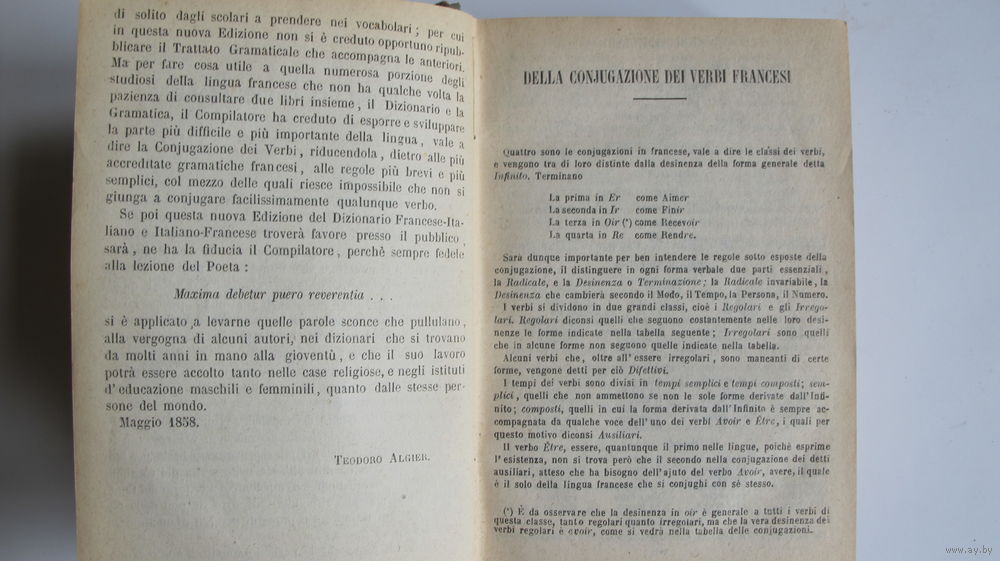 di solito dagli scolari a prendere nei vocabolari; per cui
in questa nuova Edizione non si è creduto opportuno ripub-
blicare il Trattato Gramaticale che accompagna le anteriori.
Ma per fare cosa utile a quella numerosa porzione degli
studiosi della lingua francese che non ha qualche volta la
pazienza di consultare due libri insieme, il Dizionario e la
Gramatica, il Compilatore ha creduto di esporre e sviluppare
la parte più difficile e più importante della lingua, vale a
dire la Conjugazione dei Verbi, riducendola, dietro alle più
accreditate gramatiche francesi, alle regole più brevi e più
semplici, col mezzo delle quali riesce impossibile che non si
giunga a conjugare facilissimamente qualunque verbo.
Se poi questa nuova Edizione del Dizionario Francese-Ita-
liano e Italiano-Francese troverà favore presso il pubblico,
sarà, ne ha la fiducia il Compilatore, perchè sempre fedele
alla lezione del Poeta:
Maxima debetur puero reverentia . . .
si è applicato a levarne quelle parole sconce che pullulano,
alla vergogna di alcuni autori, nei dizionari che si trovano
da molti anni in mano alla gioventù, e che il suo lavoro
potrà essere accolto tanto nelle case religiose, e negli istituti
d'educazione maschili e femminili, quanto dalle stesse per-
sone del mondo.
Maggio 1858.
TEODORO ALGIER.
DELLA CONJUGAZIONE DEI VERBI FRANCESI
Quattro sono le conjugazioni in francese, vale a dire le classi dei verbi,
e vengono tra di loro distinte dalla desinenza della forma generale detta
Infinito. Terminano
La prima in Er come Aimer
La seconda in Ir come Finir
La terza in Oir (*) come Recevoir
La quarta in Re come Rendre.
Sarà dunque importante per ben intendere le regole sotto esposte della
conjugazione, il distinguere in ogni forma verbale due parti essenziali,
la Radicale, e la Desinenza o Terminazione; la Radicale invariabile, la
Desinenza che cambierà secondo il Modo, il Tempo, la Persona, il Numero.
I verbi si dividono in due grandi classi, cioè i Regolari e gli Irrego-
lari. Regolari diconsi quelli che seguono costantemente nelle loro desi-
nenze le forme indicate nella tabella seguente; Irregolari sono quelli
che in alcune forme non seguono quelle indicate nella tabella.
Alcuni verbi che, oltre all'essere irregolari, sono mancanti di certe
forme, vengono detti per ciò Difettivi.
I tempi dei verbi sono divisi in tempi semplici e tempi composti; sem-
plici, quelli che non ammettono se non le sole forme derivate dall'Infi-
nito; composti, quelli in cui la forma derivata dall'Infinito è sempre ac-
compagnata da qualche voce dell'uno dei verbi Avoir e Être, i quali per
questo motivo diconsi Ausiliari.
Il verbo Être, essere, quantunque il primo nelle lingue, poichè esprime
l'esistenza, non si trova però che il secondo nella conjugazione dei detti
ausiliari, atteso che ha bisogno dell'ajuto del verbo Avoir, avere, il quale
è il solo della lingua francese che si conjughi con sè stesso.
(*) È da osservare che la desinenza in oir è generale a tutti i verbi di
questa classe, tanto regolari quanto irregolari, ma che la vera desinenza dei
verbi regolari è evoir, come si vedrà nella tabella delle conjugazioni.
www.ay.by